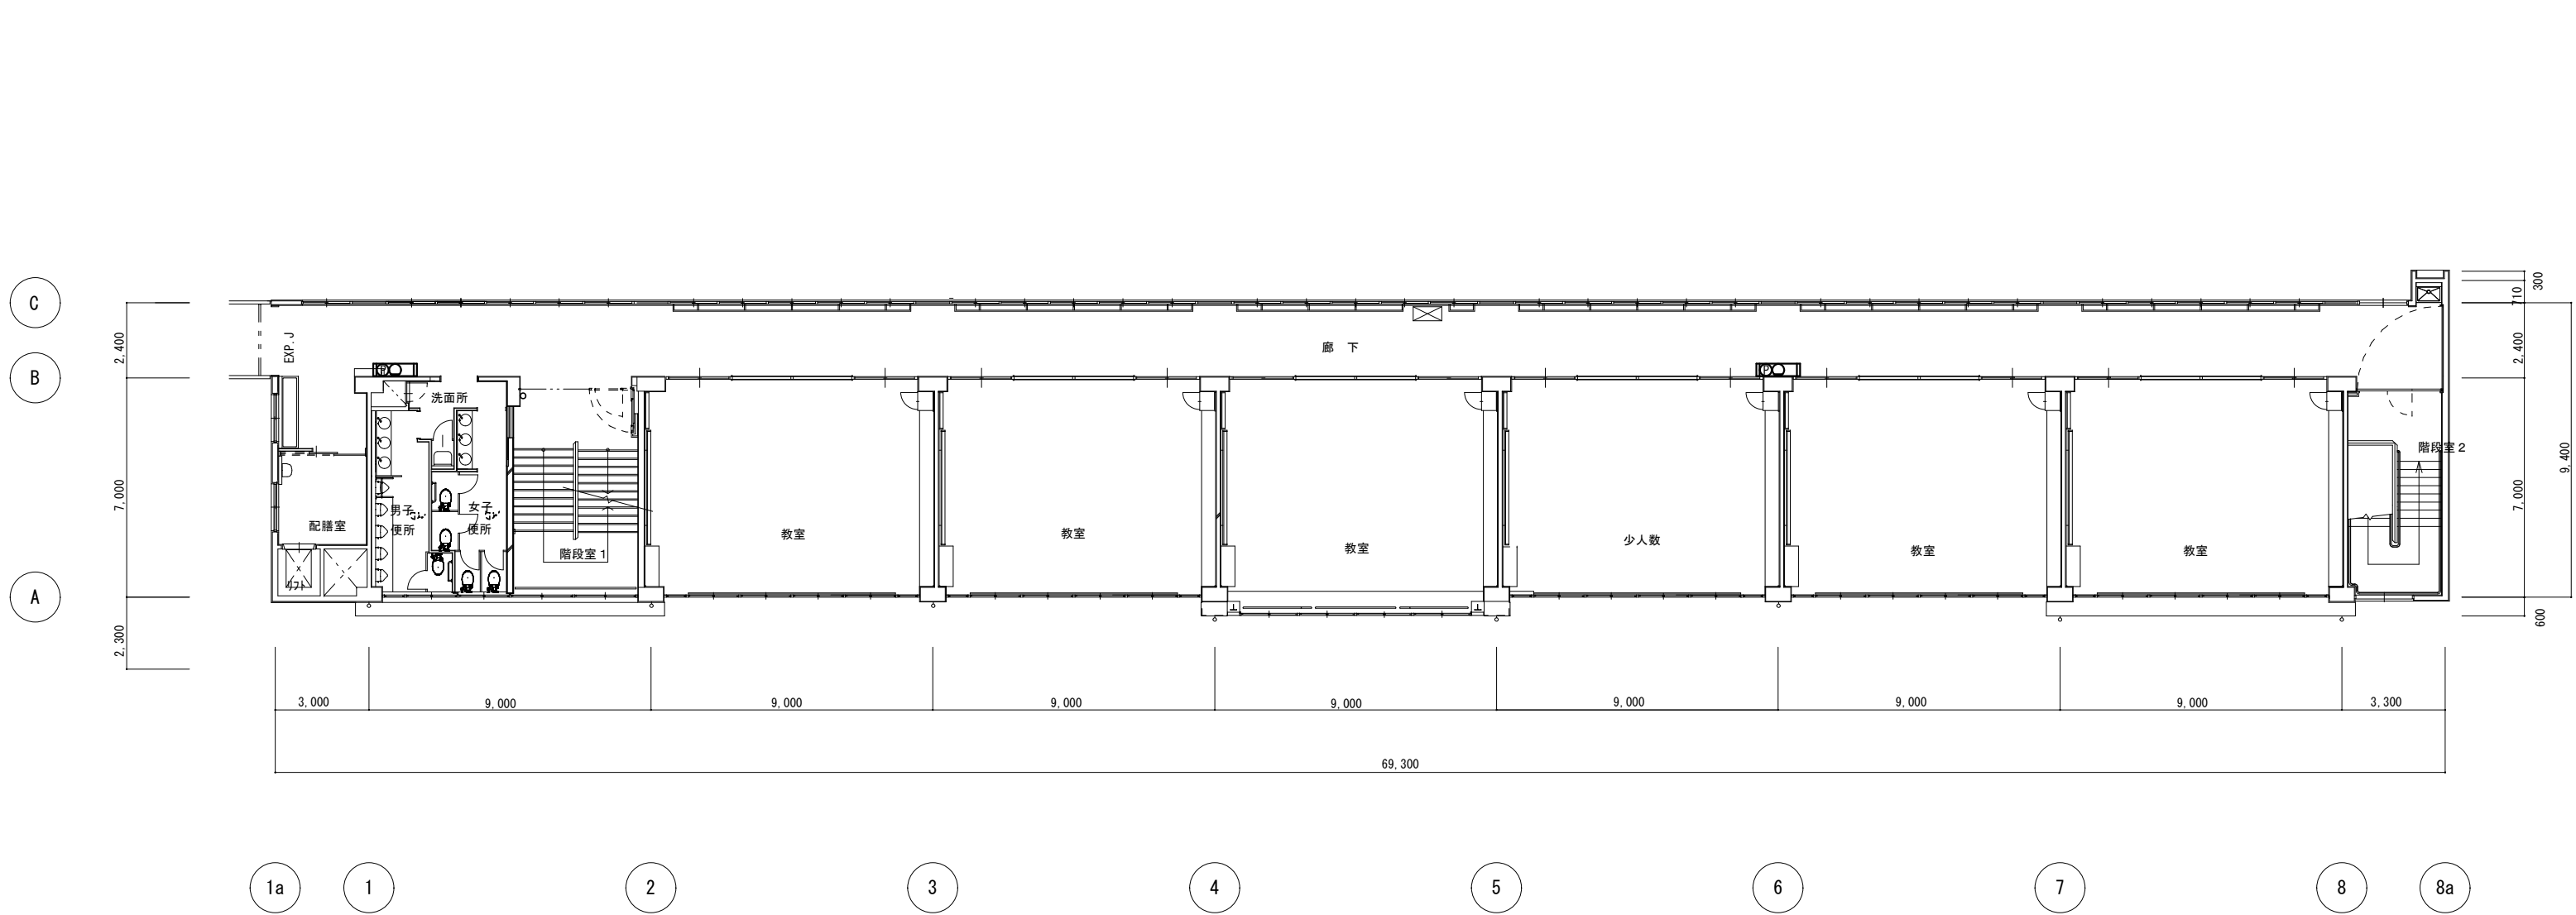 300
C
710
2,400
EXP.J
廊 下
2,400
B
洗面所
階段室2
9,400
7,000
7,000
男子
便所
女子
便所
配膳室
階段室1
教室
教室
教室
少人数
教室
教室
ﾘﾌﾄ
A
2,300
600
3,000
9,000
9,000
9,000
9,000
9,000
9,000
9,000
3,300
69,300
1a
1
2
3
4
5
6
7
8
8a